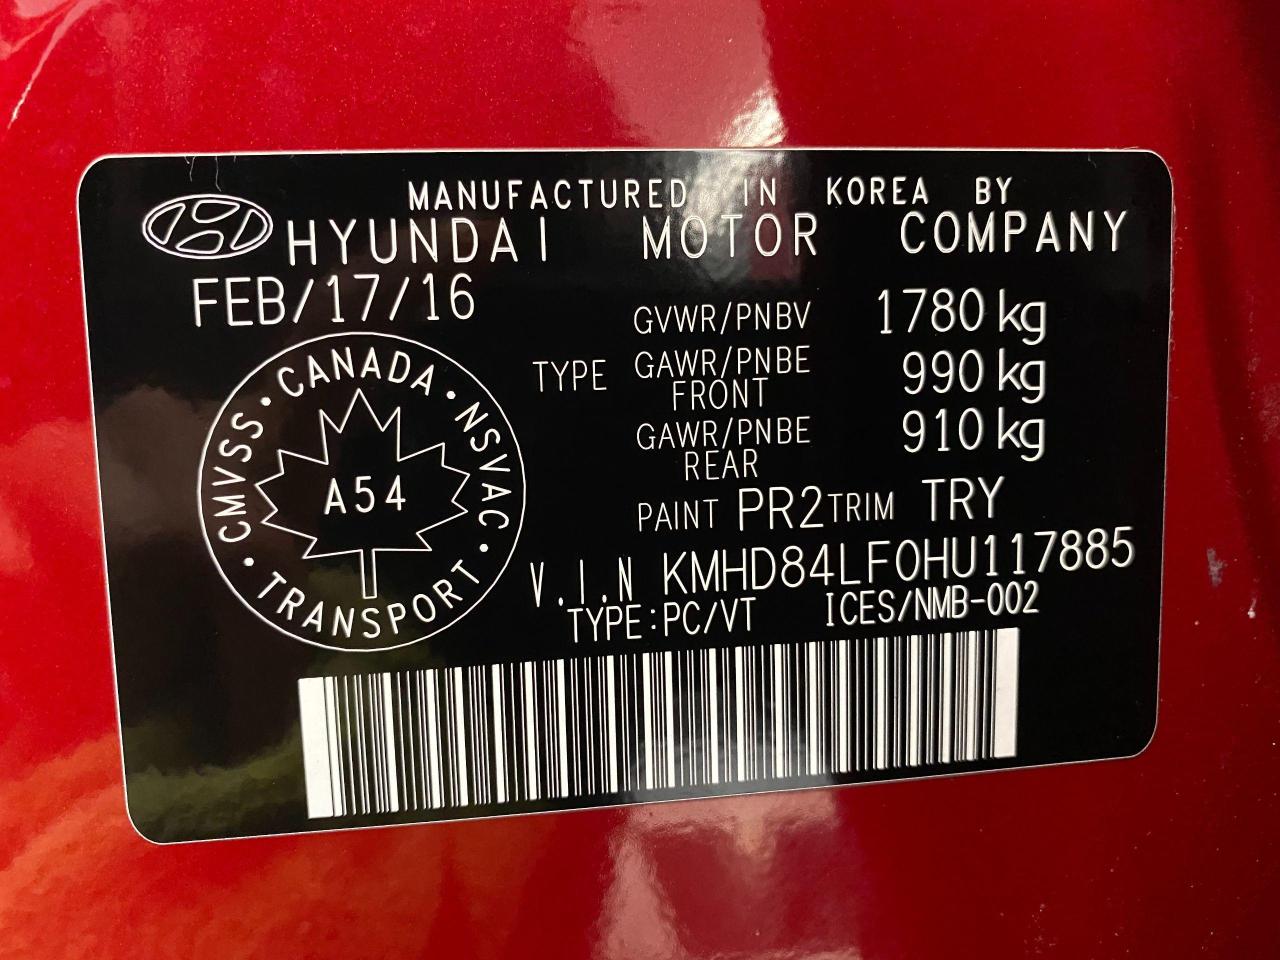 MANUFACTURED IN KOREA BY
HYUNDAI MOTOR COMPANY
FEB/17/16
GVWR/PNBV 1780 kg
TYPE GAWR/PNBE FRONT 990 kg
GAWR/PNBE REAR 910 kg
PAINT PR2 TRIM TRY
V.I.N KMHD84LF0HU117885
TYPE:PC/VT ICES/NMB-002
CANADA · NSVAC · TRANSPORT · CMVSS ·
A54